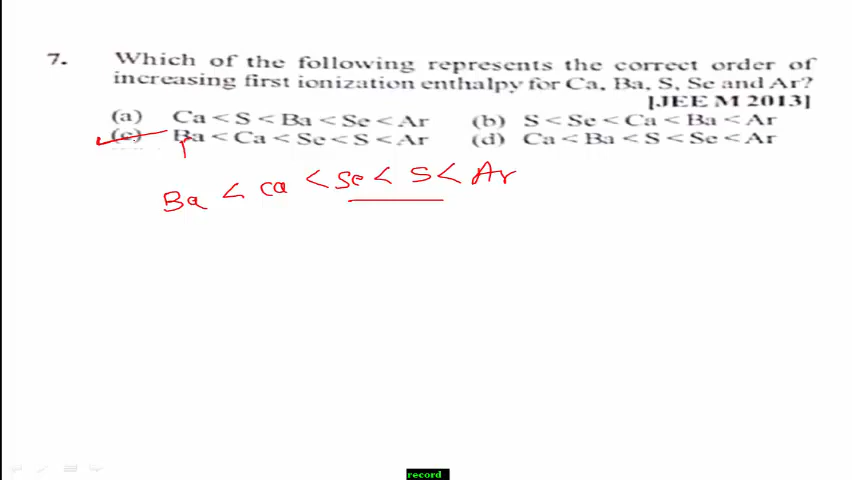 7. Which of the following represents the correct order of
increasing first ionization enthalpy for Ca, Ba, S, Se and Ar?
[JEE M 2013]
(a) Ca < S < Ba < Se < Ar (b) S < Se < Ca < Ba < Ar
(c) Ba < Ca < Se < S < Ar (d) Ca < Ba < S < Se < Ar
Ba < Ca < Se < S < Ar
record